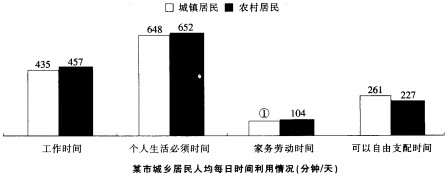 城镇居民 农村居民
648 652
435 457
261 227
① 104
工作时间 个人生活必须时间 家务劳动时间 可以自由支配时间
某市城乡居民人均每日时间利用情况(分钟/天)